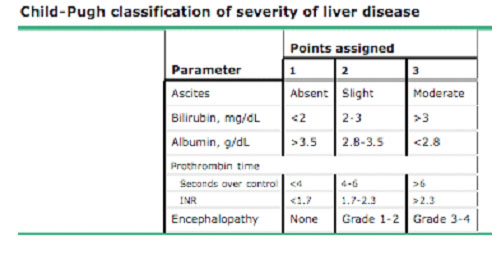 Child-Pugh classification of severity of liver disease
Points assigned
Parameter 1 2 3
Ascites Absent Slight Moderate
Bilirubin, mg/dL <2 2-3 >3
Albumin, g/dL >3.5 2.8-3.5 <2.8
Prothrombin time
Seconds over control <4 4-6 >6
INR <1.7 1.7-2.3 >2.3
Encephalopathy None Grade 1-2 Grade 3-4